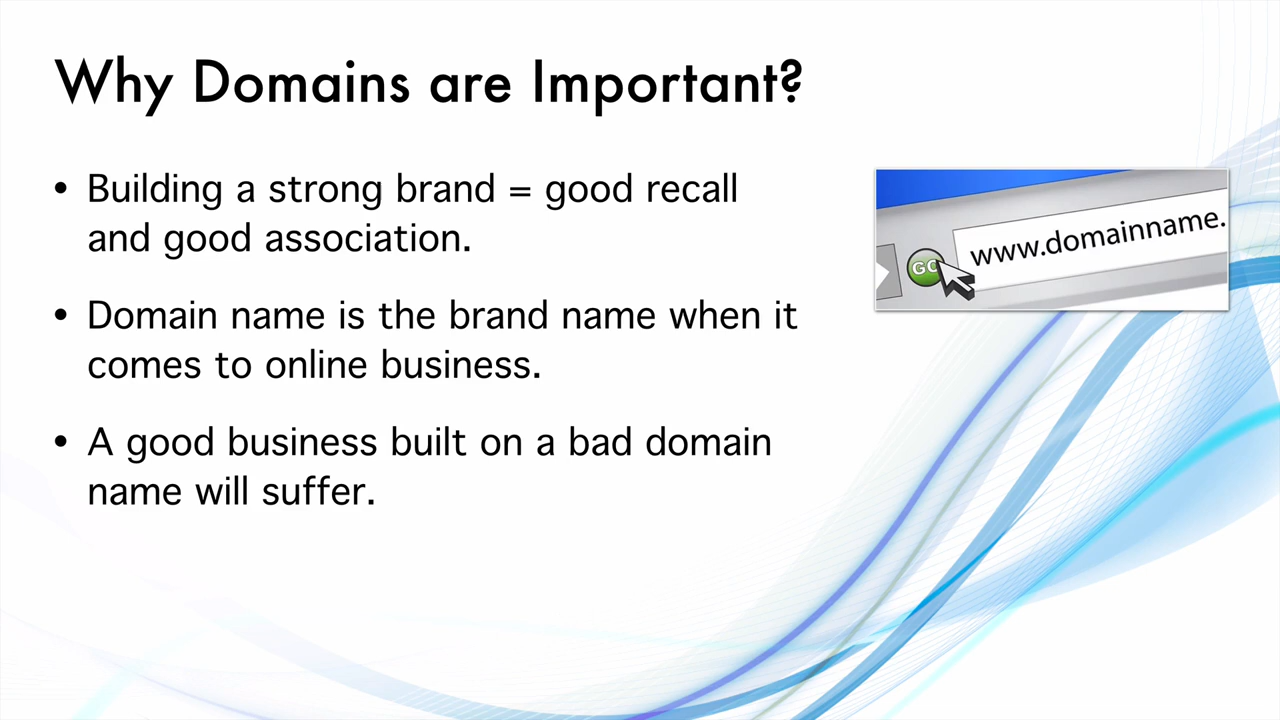 Why Domains are Important?
• Building a strong brand = good recall
and good association.
• Domain name is the brand name when it
comes to online business.
• A good business built on a bad domain
name will suffer.
GO
www.domainname.